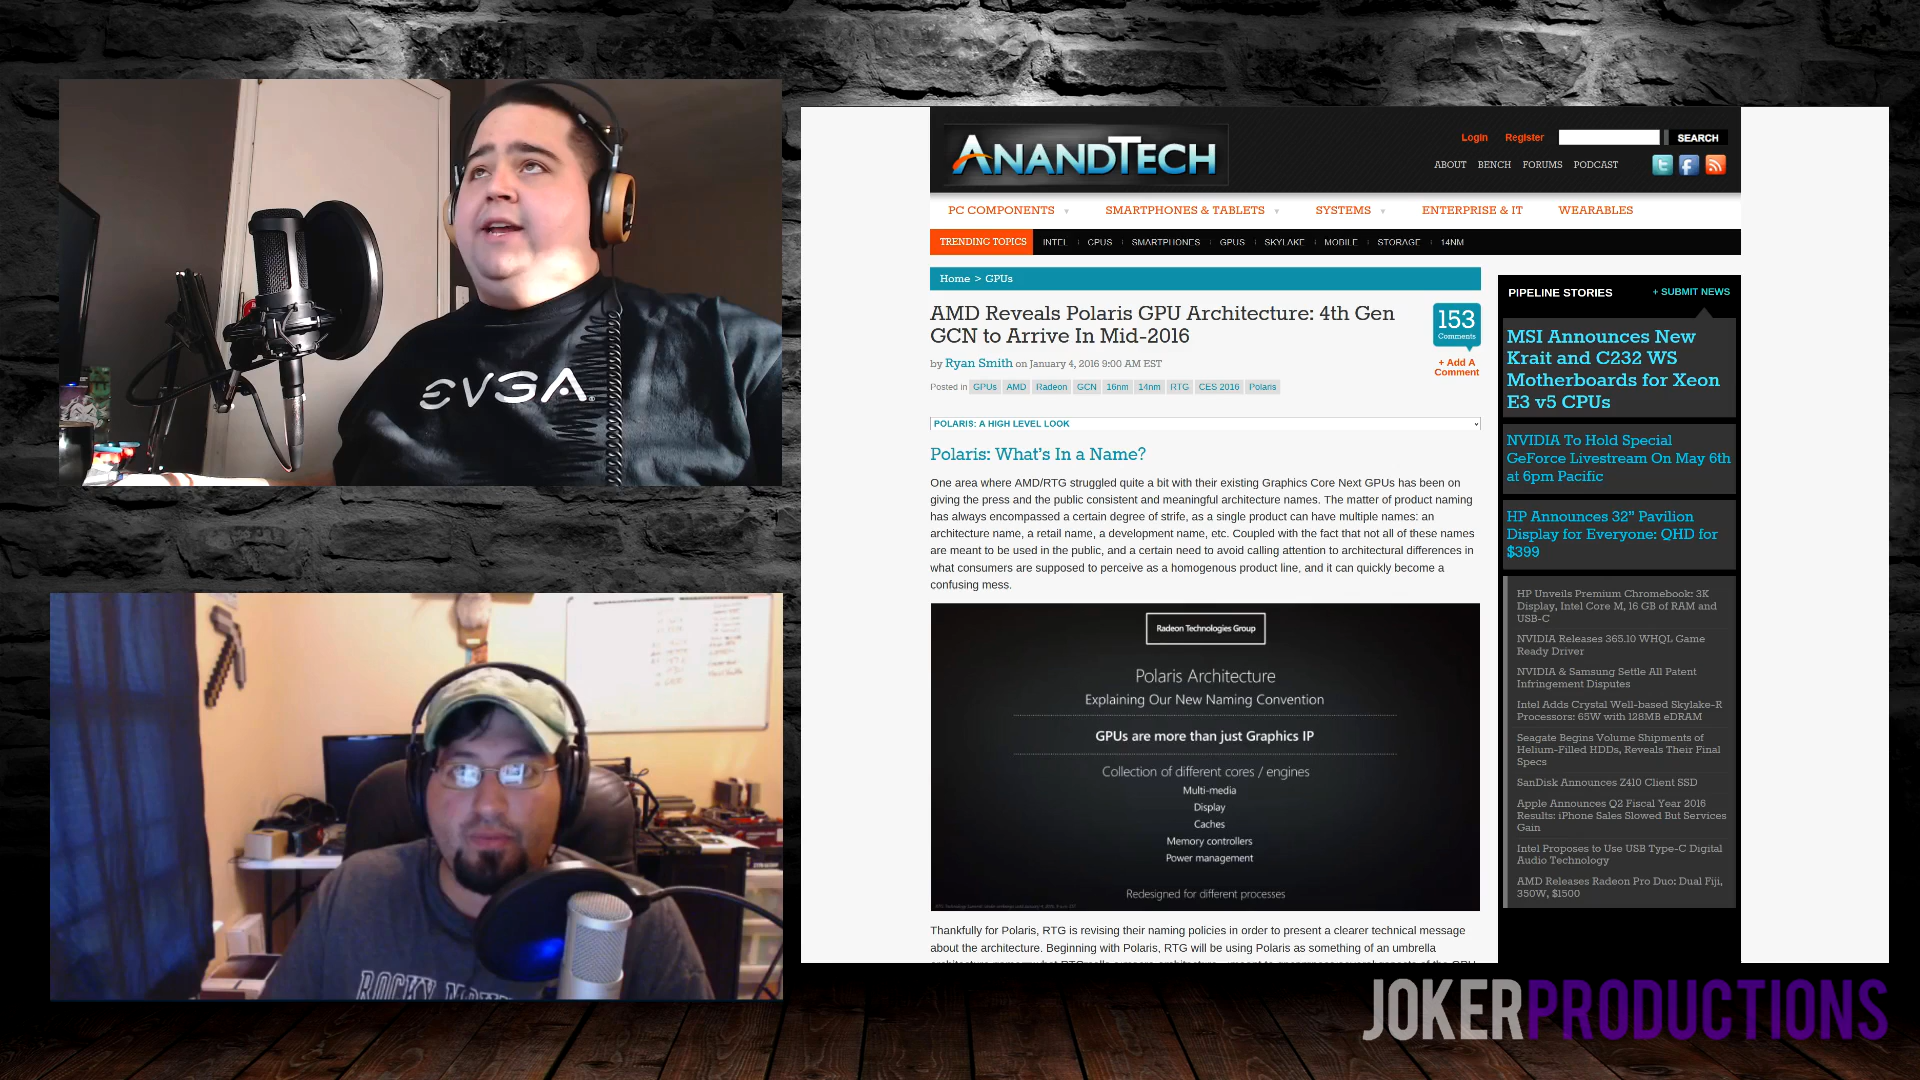 EVGA
ROCKY
ANANDTECH
Login Register SEARCH
ABOUT BENCH FORUMS PODCAST
PC COMPONENTS SMARTPHONES & TABLETS SYSTEMS ENTERPRISE & IT WEARABLES
TRENDING TOPICS INTEL CPUS SMARTPHONES GPUS SKYLAKE MOBILE STORAGE 14NM
Home > GPUs
AMD Reveals Polaris GPU Architecture: 4th Gen
GCN to Arrive In Mid-2016
153
Comments
+ Add A
Comment
by Ryan Smith on January 4, 2016 9:00 AM EST
Posted in GPUs AMD Radeon GCN 16nm 14nm RTG CES 2016 Polaris
POLARIS: A HIGH LEVEL LOOK
Polaris: What's In a Name?
One area where AMD/RTG struggled quite a bit with their existing Graphics Core Next GPUs has been on
giving the press and the public consistent and meaningful architecture names. The matter of product naming
has always encompassed a certain degree of strife, as a single product can have multiple names: an
architecture name, a retail name, a development name, etc. Coupled with the fact that not all of these names
are meant to be used in the public, and a certain need to avoid calling attention to architectural differences in
what consumers are supposed to perceive as a homogenous product line, and it can quickly become a
confusing mess.
Radeon Technologies Group
Polaris Architecture
Explaining Our New Naming Convention
GPUs are more than just Graphics IP
Collection of different cores / engines
Multi-media
Display
Caches
Memory controllers
Power management
Redesigned for different processes
Thankfully for Polaris, RTG is revising their naming policies in order to present a clearer technical message
about the architecture. Beginning with Polaris, RTG will be using Polaris as something of an umbrella
PIPELINE STORIES + SUBMIT NEWS
MSI Announces New
Krait and C232 WS
Motherboards for Xeon
E3 v5 CPUs
NVIDIA To Hold Special
GeForce Livestream On May 6th
at 6pm Pacific
HP Announces 32" Pavilion
Display for Everyone: QHD for
$399
HP Unveils Premium Chromebook: 3K
Display, Intel Core M, 16 GB of RAM and
USB-C
NVIDIA Releases 365.10 WHQL Game
Ready Driver
NVIDIA & Samsung Settle All Patent
Infringement Disputes
Intel Adds Crystal Well-based Skylake-R
Processors: 65W with 128MB eDRAM
Seagate Begins Volume Shipments of
Helium-Filled HDDs, Reveals Their Final
Specs
SanDisk Announces Z410 Client SSD
Apple Announces Q2 Fiscal Year 2016
Results: iPhone Sales Slowed But Services
Gain
Intel Proposes to Use USB Type-C Digital
Audio Technology
AMD Releases Radeon Pro Duo: Dual Fiji,
350W, $1500
JOKERPRODUCTIONS